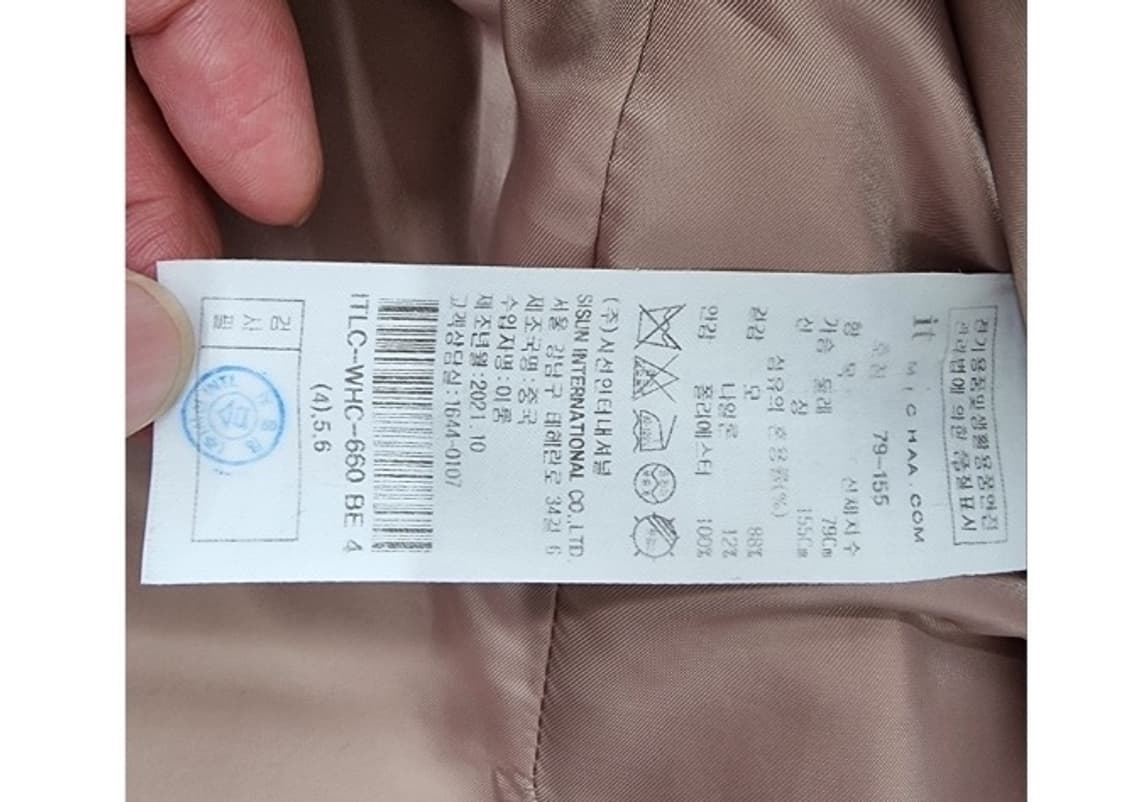 전기용품및생활용품안전
관리법에 의한 품질표시
it MICHAA.COM
79-155
항 목 신체치수
가슴 둘레 79Cm
신 장 155Cm
섬유의 혼용률(%)
겉감 모 88%
나일론 12%
안감 폴리에스터 100%
(주)시선인터내셔널
SISUN INTERNATIONAL CO.,LTD.
서울 강남구 테헤란로 34길 6
제조국명:중국
수입자명:이롬
제조년월:2021.10
고객상담실:1644-0107
ITLC-WHC-660 BE 4
(4),5,6
검사필